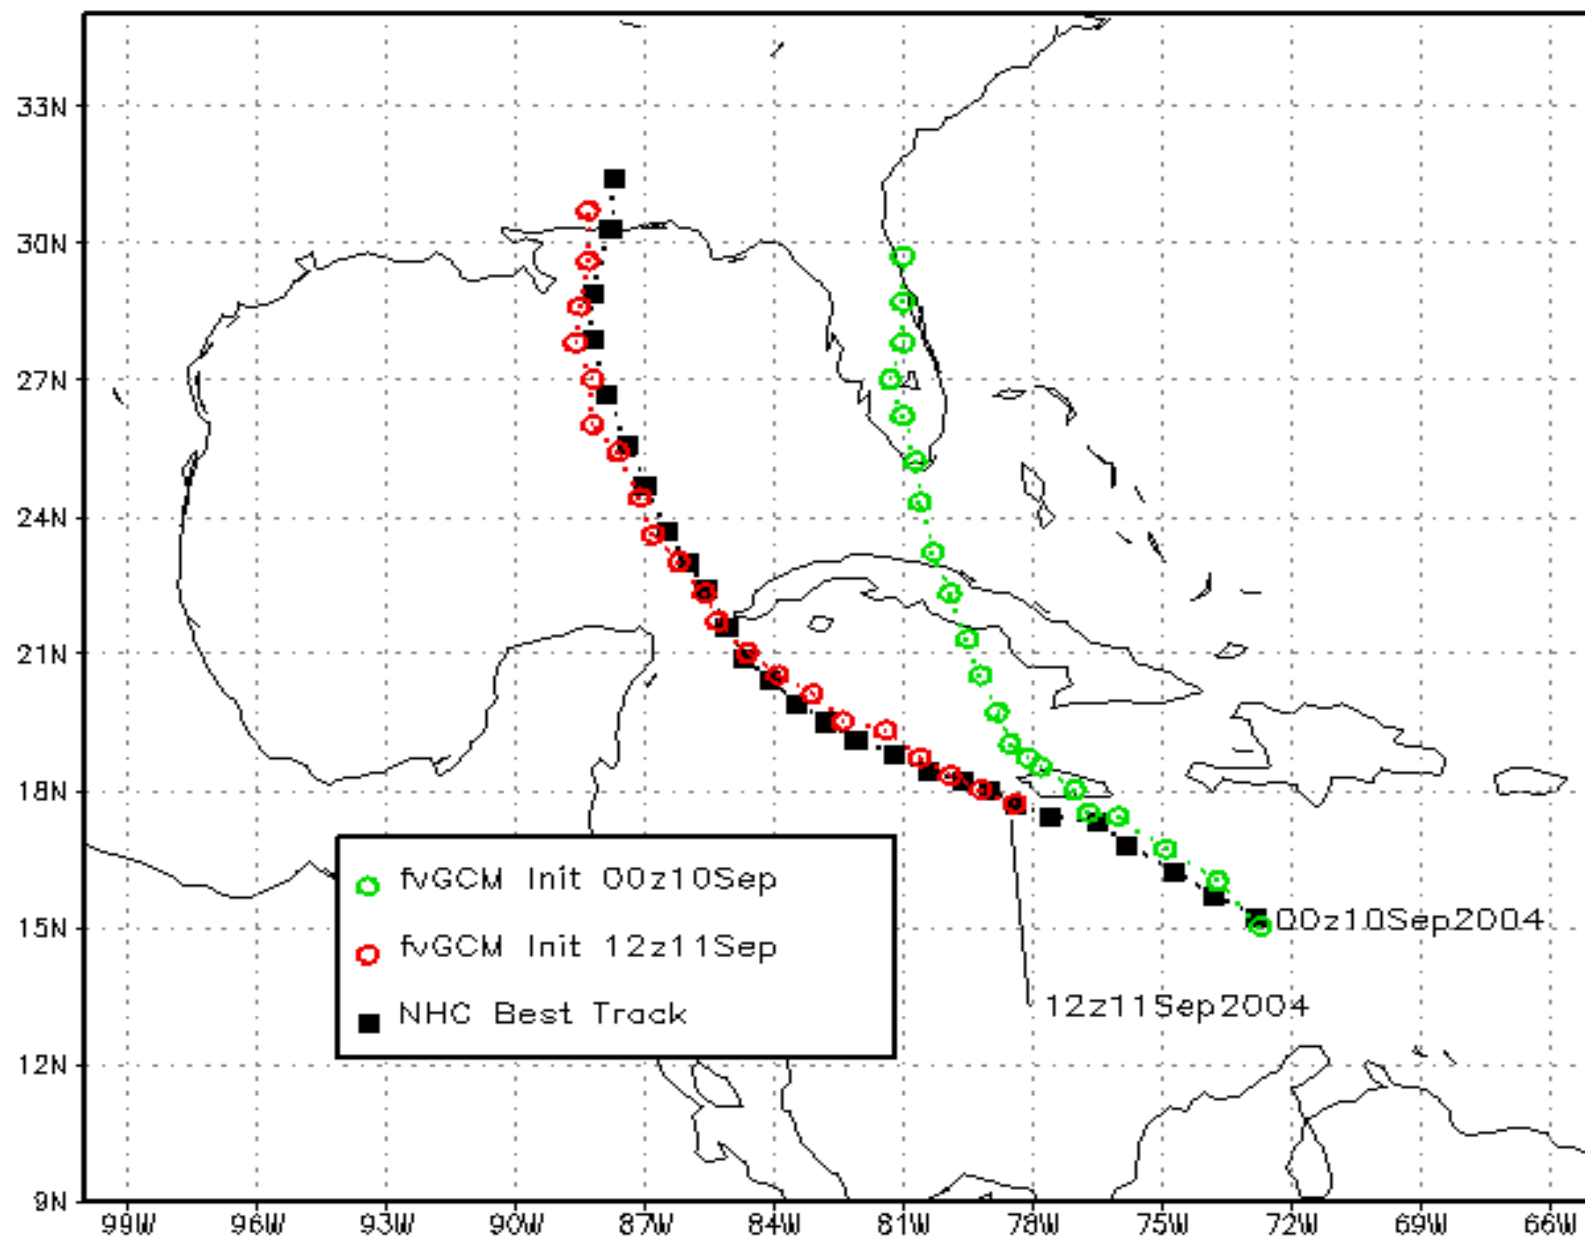 33N
30N
27N
24N
21N
18N
fvGCM Init 00z10Sep
15N
00z10Sep2004
fvGCM Init 12z11Sep
12z11Sep2004
NHC Best Track
12N
9N
99W 96W 93W 90W 87W 84W 81W 78W 75W 72W 69W 66W